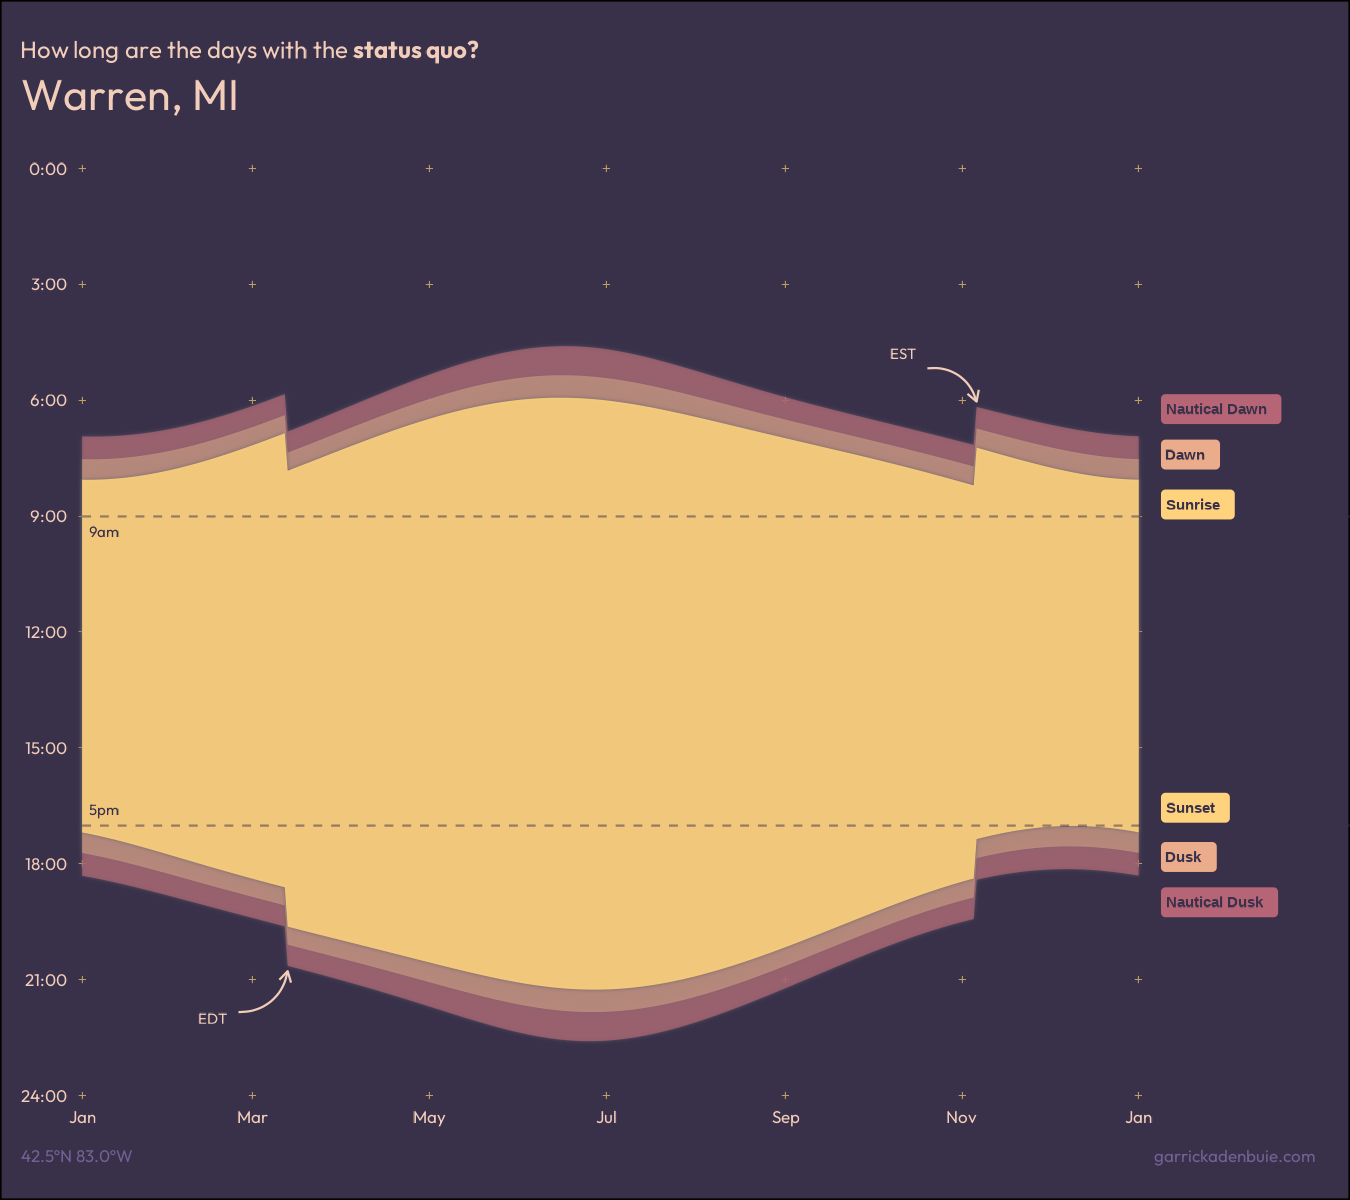 How long are the days with the status quo?
Warren, MI
0:00
3:00
EST
6:00
Nautical Dawn
Dawn
Sunrise
9:00
9am
12:00
15:00
5pm
Sunset
18:00
Dusk
Nautical Dusk
21:00
EDT
24:00
Jan Mar May Jul Sep Nov Jan
42.5°N 83.0°W garrickadenbuie.com